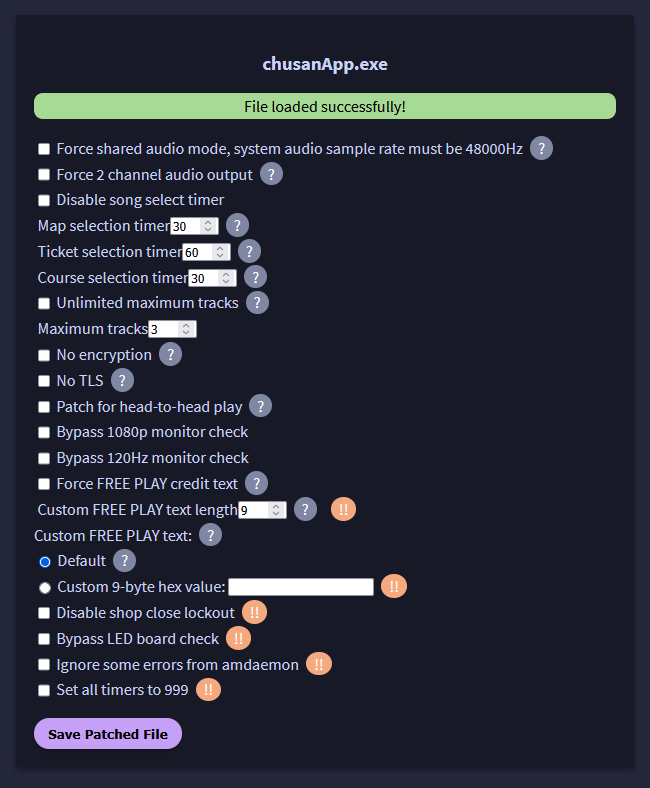 chusanApp.exe
File loaded successfully!
Force shared audio mode, system audio sample rate must be 48000Hz ?
Force 2 channel audio output ?
Disable song select timer
Map selection timer 30 ?
Ticket selection timer 60 ?
Course selection timer 30 ?
Unlimited maximum tracks ?
Maximum tracks 3
No encryption ?
No TLS ?
Patch for head-to-head play ?
Bypass 1080p monitor check
Bypass 120Hz monitor check
Force FREE PLAY credit text ?
Custom FREE PLAY text length 9 ? !!
Custom FREE PLAY text: ?
Default ?
Custom 9-byte hex value: !!
Disable shop close lockout !!
Bypass LED board check !!
Ignore some errors from amdaemon !!
Set all timers to 999 !!
Save Patched File